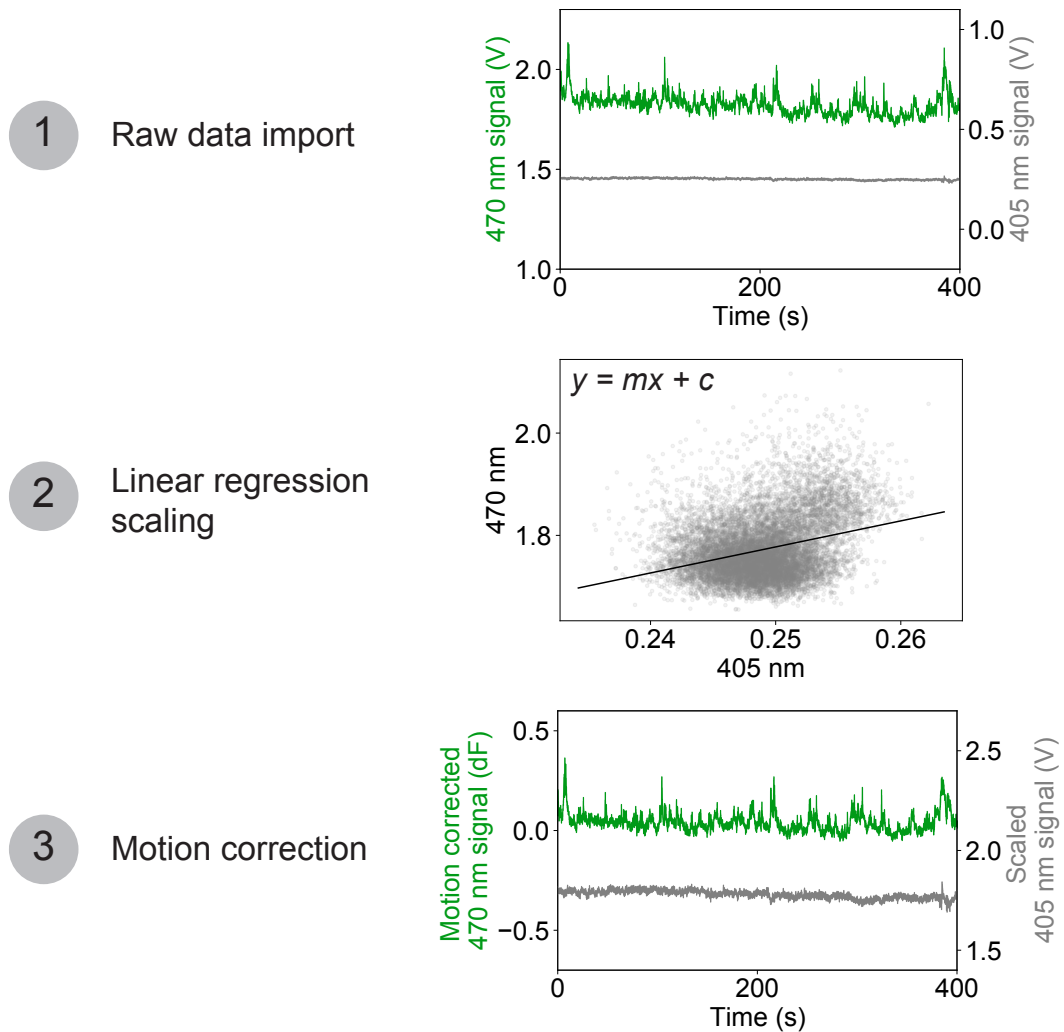 1
Raw data import
470 nm signal (V)
2.0
1.5
1.0
1.0
0.5
0.0
405 nm signal (V)
0
200
400
Time (s)
2
Linear regression
scaling
y = mx + c
470 nm
2.0
1.8
0.24
0.25
0.26
405 nm
3
Motion correction
Motion corrected
470 nm signal (dF)
0.5
0.0
−0.5
2.5
2.0
1.5
Scaled
405 nm signal (V)
0
200
400
Time (s)